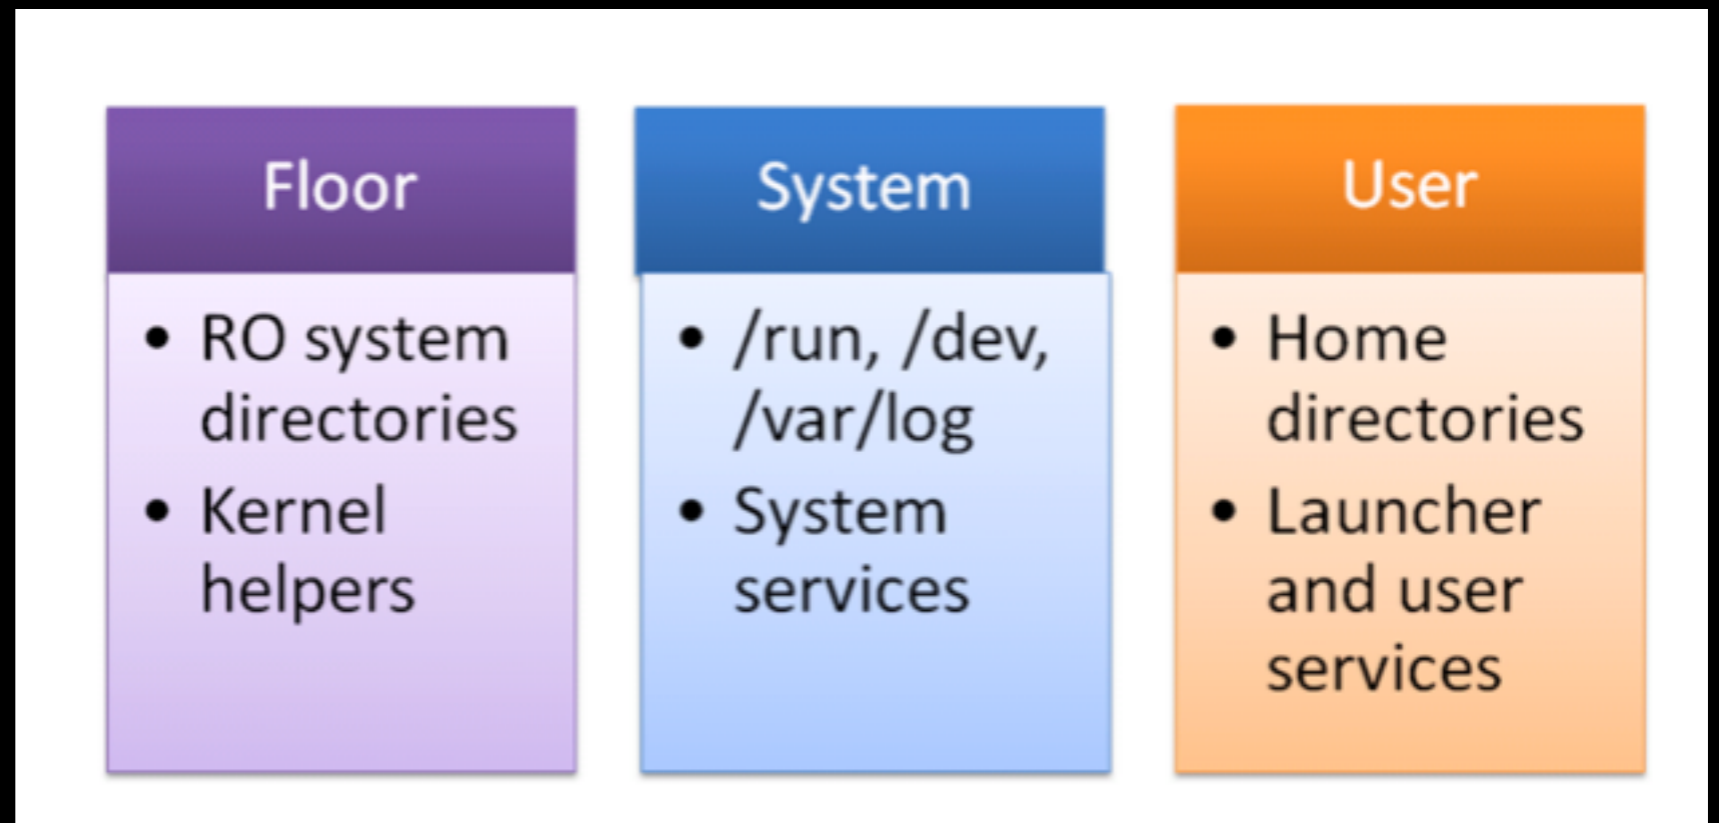 Floor
• RO system
directories
• Kernel
helpers
System
• /run, /dev,
/var/log
• System
services
User
• Home
directories
• Launcher
and user
services